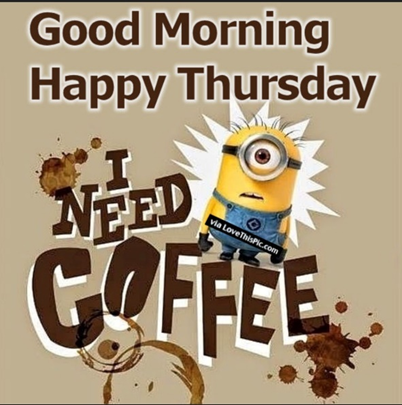 Good Morning
Happy Thursday
I
NEED
via LoveThisPic.com
COFFEE